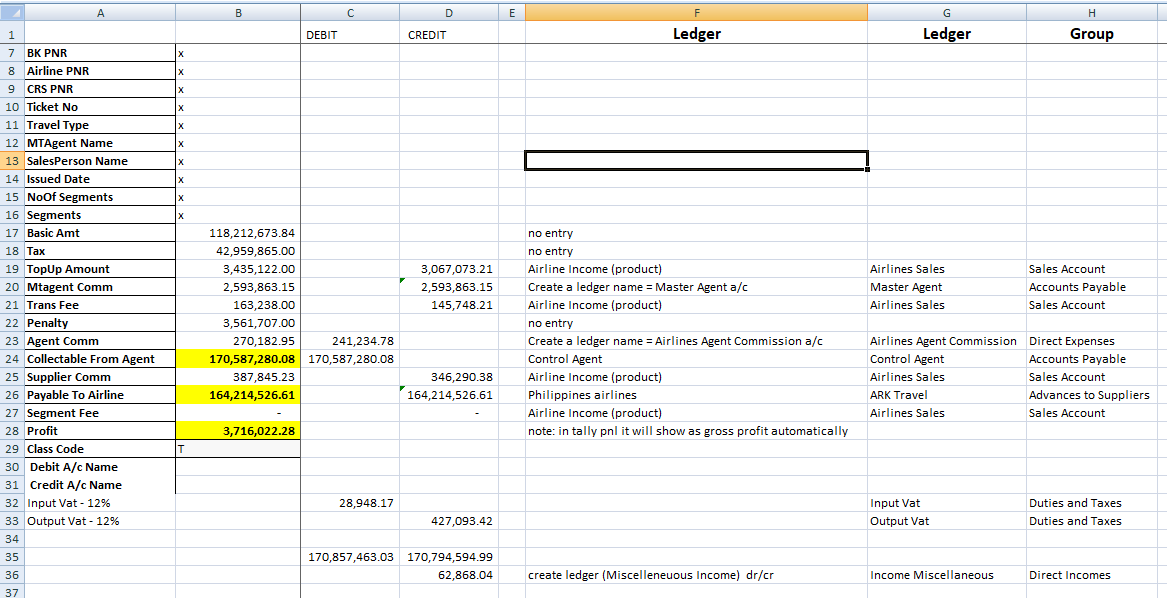 A B C D E F G H
1 DEBIT CREDIT Ledger Ledger Group
7 BK PNR x
8 Airline PNR x
9 CRS PNR x
10 Ticket No x
11 Travel Type x
12 MTAgent Name x
13 SalesPerson Name x
14 Issued Date x
15 NoOf Segments x
16 Segments x
17 Basic Amt 118,212,673.84 no entry
18 Tax 42,959,865.00 no entry
19 TopUp Amount 3,435,122.00 3,067,073.21 Airline Income (product) Airlines Sales Sales Account
20 Mtagent Comm 2,593,863.15 2,593,863.15 Create a ledger name = Master Agent a/c Master Agent Accounts Payable
21 Trans Fee 163,238.00 145,748.21 Airline Income (product) Airlines Sales Sales Account
22 Penalty 3,561,707.00 no entry
23 Agent Comm 270,182.95 241,234.78 Create a ledger name = Airlines Agent Commission a/c Airlines Agent Commission Direct Expenses
24 Collectable From Agent 170,587,280.08 170,587,280.08 Control Agent Control Agent Accounts Payable
25 Supplier Comm 387,845.23 346,290.38 Airline Income (product) Airlines Sales Sales Account
26 Payable To Airline 164,214,526.61 164,214,526.61 Philippines airlines ARK Travel Advances to Suppliers
27 Segment Fee - - Airline Income (product) Airlines Sales Sales Account
28 Profit 3,716,022.28 note: in tally pnl it will show as gross profit automatically
29 Class Code T
30 Debit A/c Name
31 Credit A/c Name
32 Input Vat - 12% 28,948.17 Input Vat Duties and Taxes
33 Output Vat - 12% 427,093.42 Output Vat Duties and Taxes
34
35 170,857,463.03 170,794,594.99
36 62,868.04 create ledger (Miscelleneuous Income) dr/cr Income Miscellaneous Direct Incomes
37